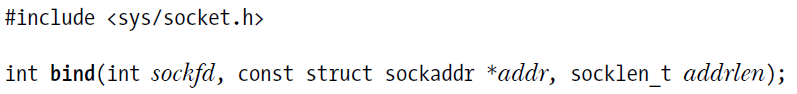 #include <sys/socket.h>
int bind(int sockfd, const struct sockaddr *addr, socklen_t addrlen);